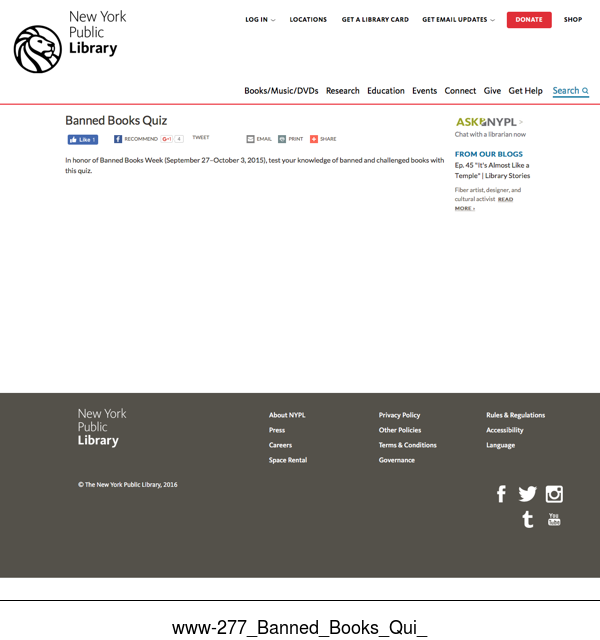 New York
Public
Library
LOG IN
LOCATIONS
GET A LIBRARY CARD
GET EMAIL UPDATES
DONATE
SHOP
Books/Music/DVDs
Research
Education
Events
Connect
Give
Get Help
Search
Banned Books Quiz
Like 1
RECOMMEND
G+1 4
TWEET
EMAIL
PRINT
SHARE
In honor of Banned Books Week (September 27–October 3, 2015), test your knowledge of banned and challenged books with
this quiz.
ASK NYPL >
Chat with a librarian now
FROM OUR BLOGS
Ep. 45 "It's Almost Like a
Temple" | Library Stories
Fiber artist, designer, and
cultural activist READ
MORE ›
New York
Public
Library
About NYPL
Press
Careers
Space Rental
Privacy Policy
Other Policies
Terms & Conditions
Governance
Rules & Regulations
Accessibility
Language
© The New York Public Library, 2016
You
Tube
www-277_Banned_Books_Qui_